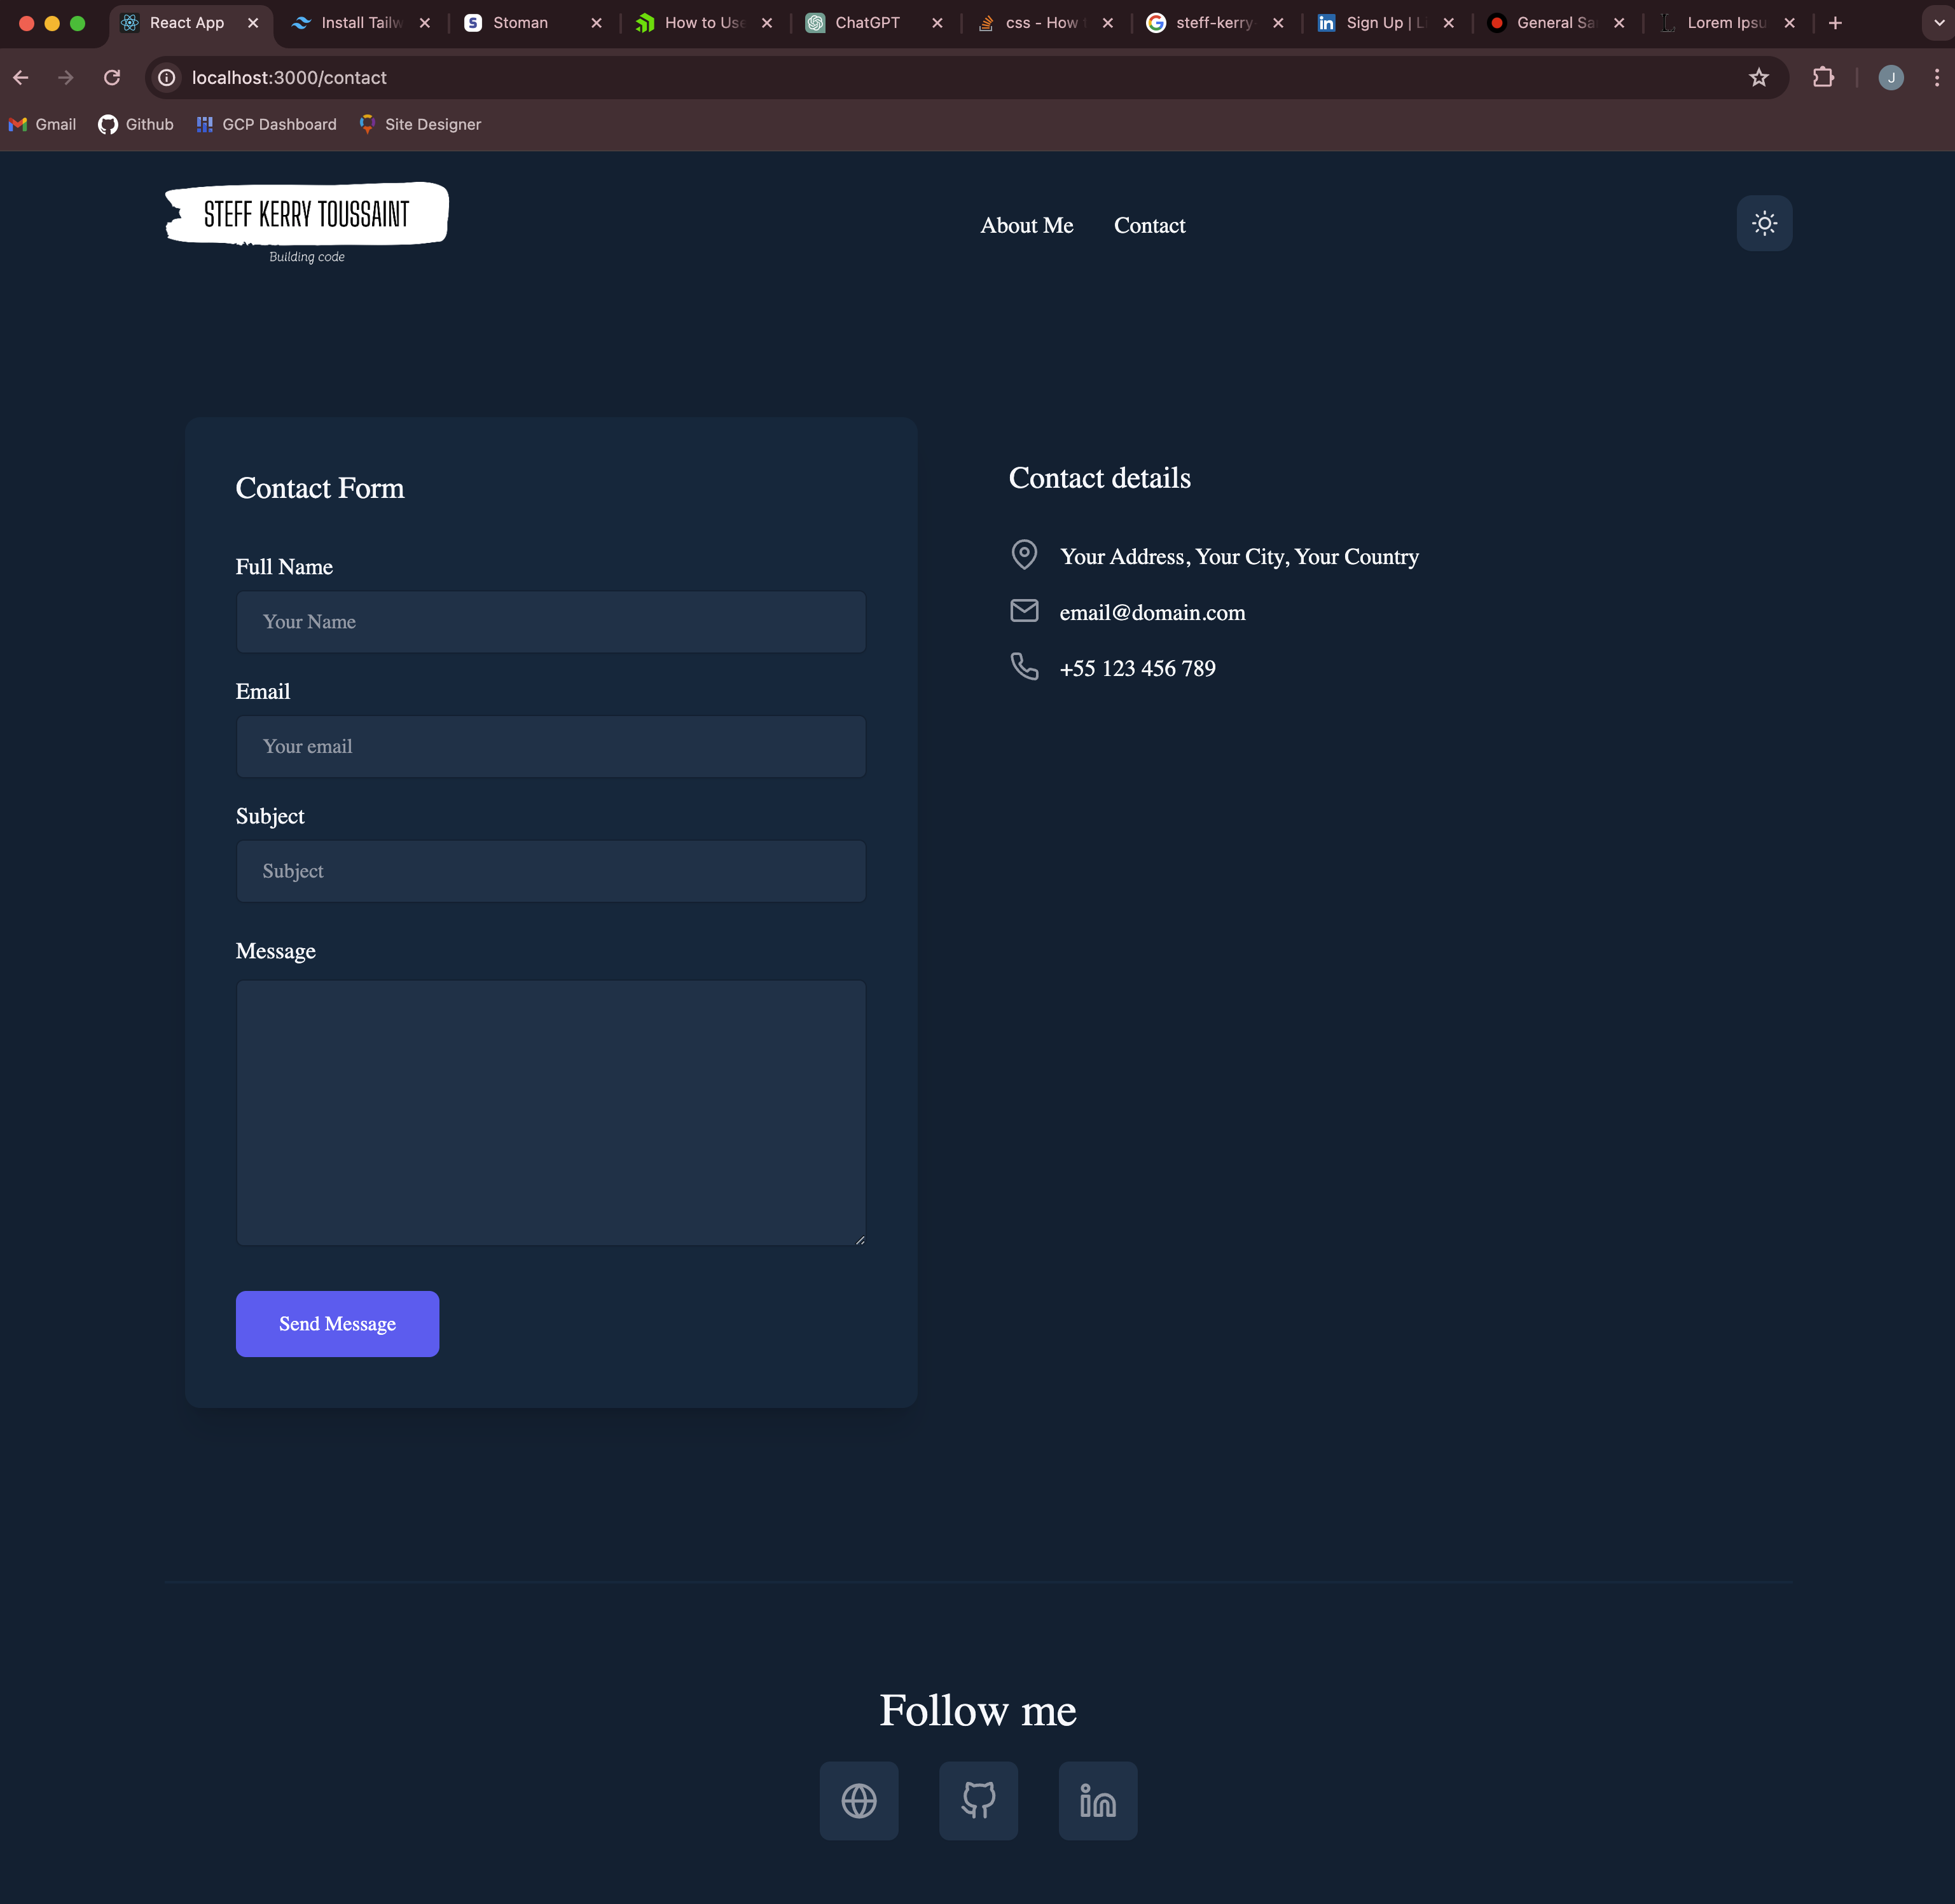 React App
Install Tailw
Stoman
How to Use
ChatGPT
css - How
steff-kerry
Sign Up | L
General Sa
Lorem Ipsu
localhost:3000/contact
J
Gmail
Github
GCP Dashboard
Site Designer
STEFF KERRY TOUSSAINT
Building code
About Me
Contact
Contact Form
Full Name
Your Name
Email
Your email
Subject
Subject
Message
Send Message
Contact details
Your Address, Your City, Your Country
email@domain.com
+55 123 456 789
Follow me